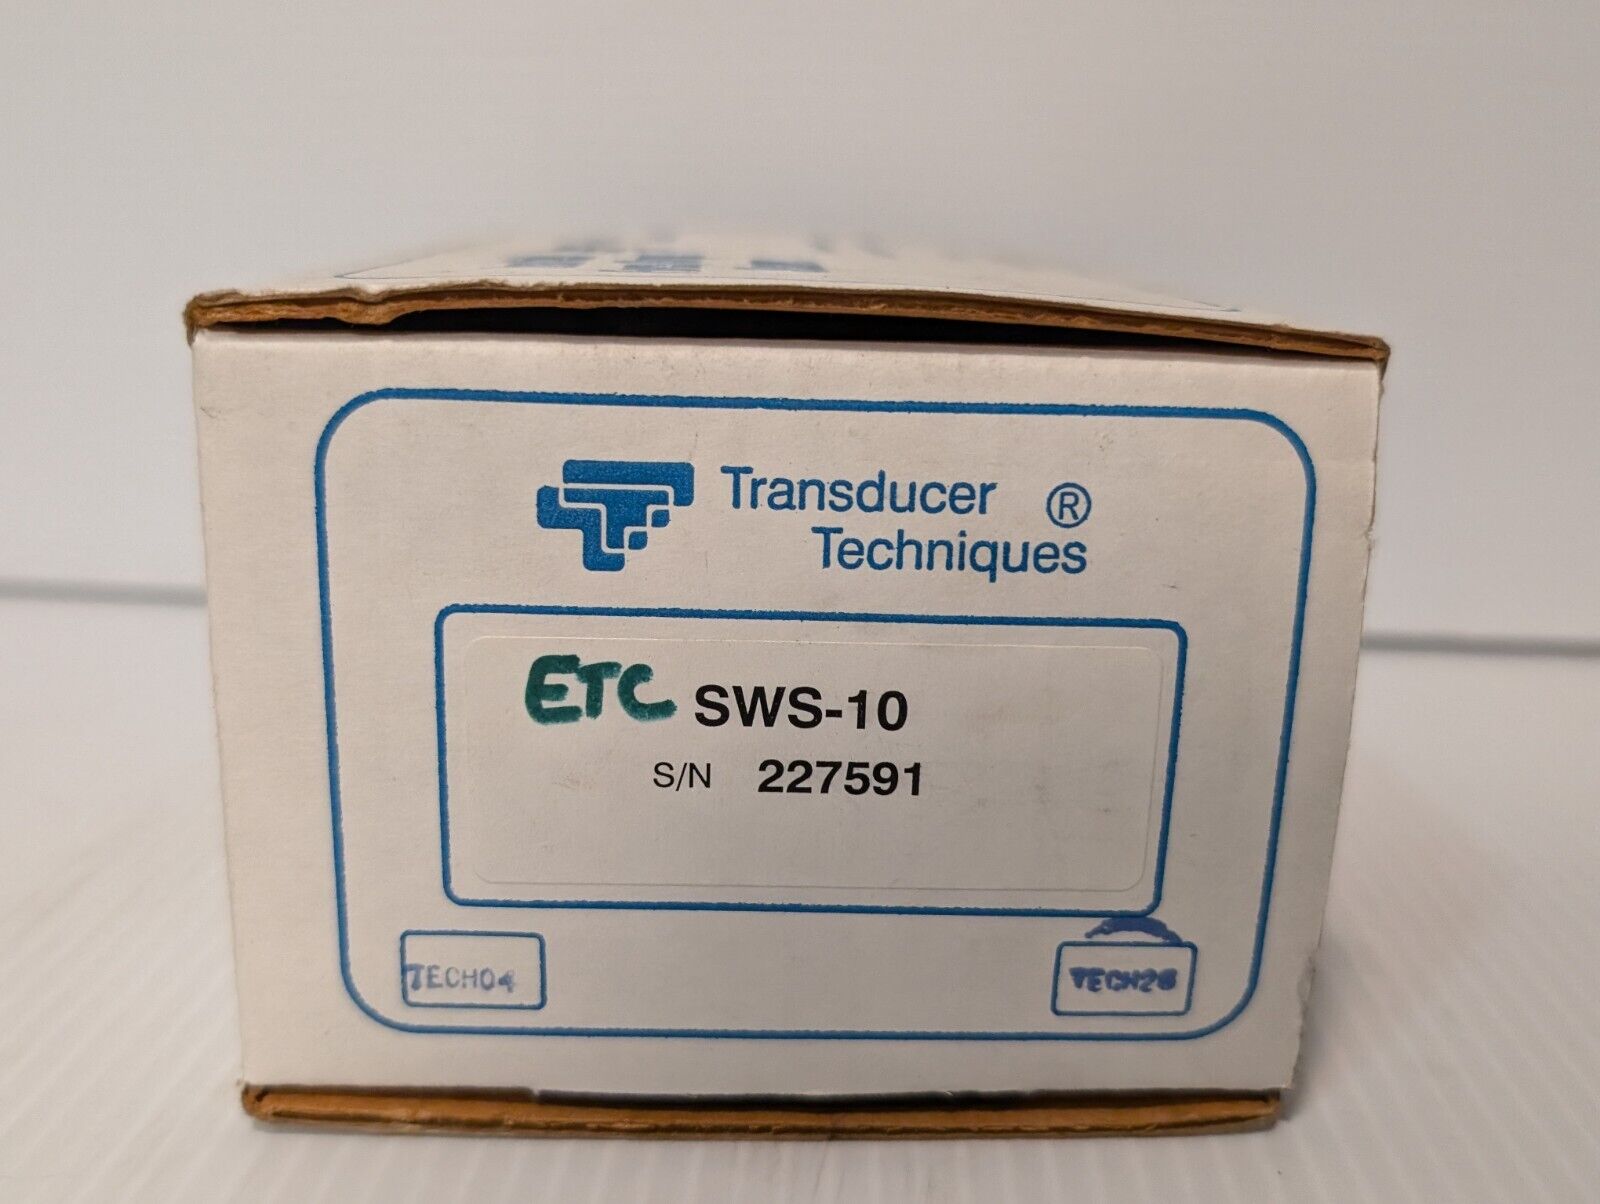 Transducer ®
Techniques
ETC SWS-10
S/N 227591
TECH04
TECH28